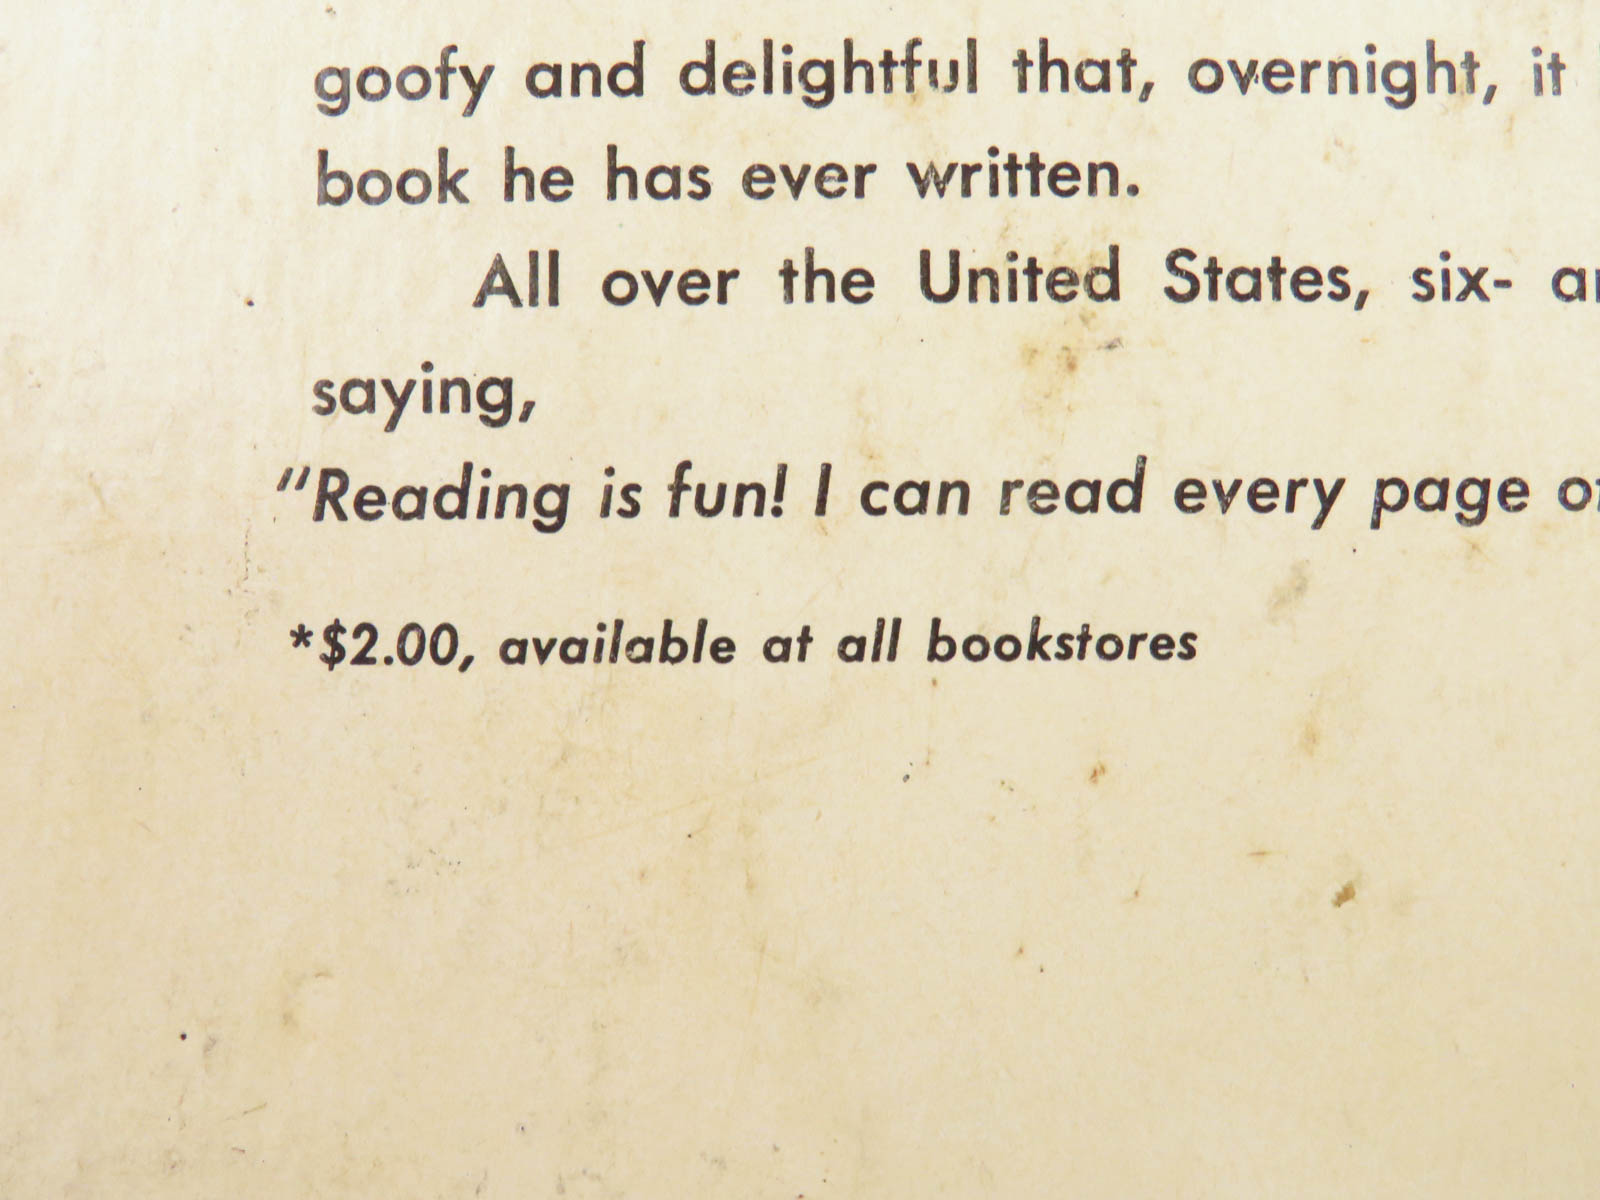 goofy and delightful that, overnight, it
book he has ever written.
All over the United States, six-
saying,
"Reading is fun! I can read every page
*$2.00, available at all bookstores